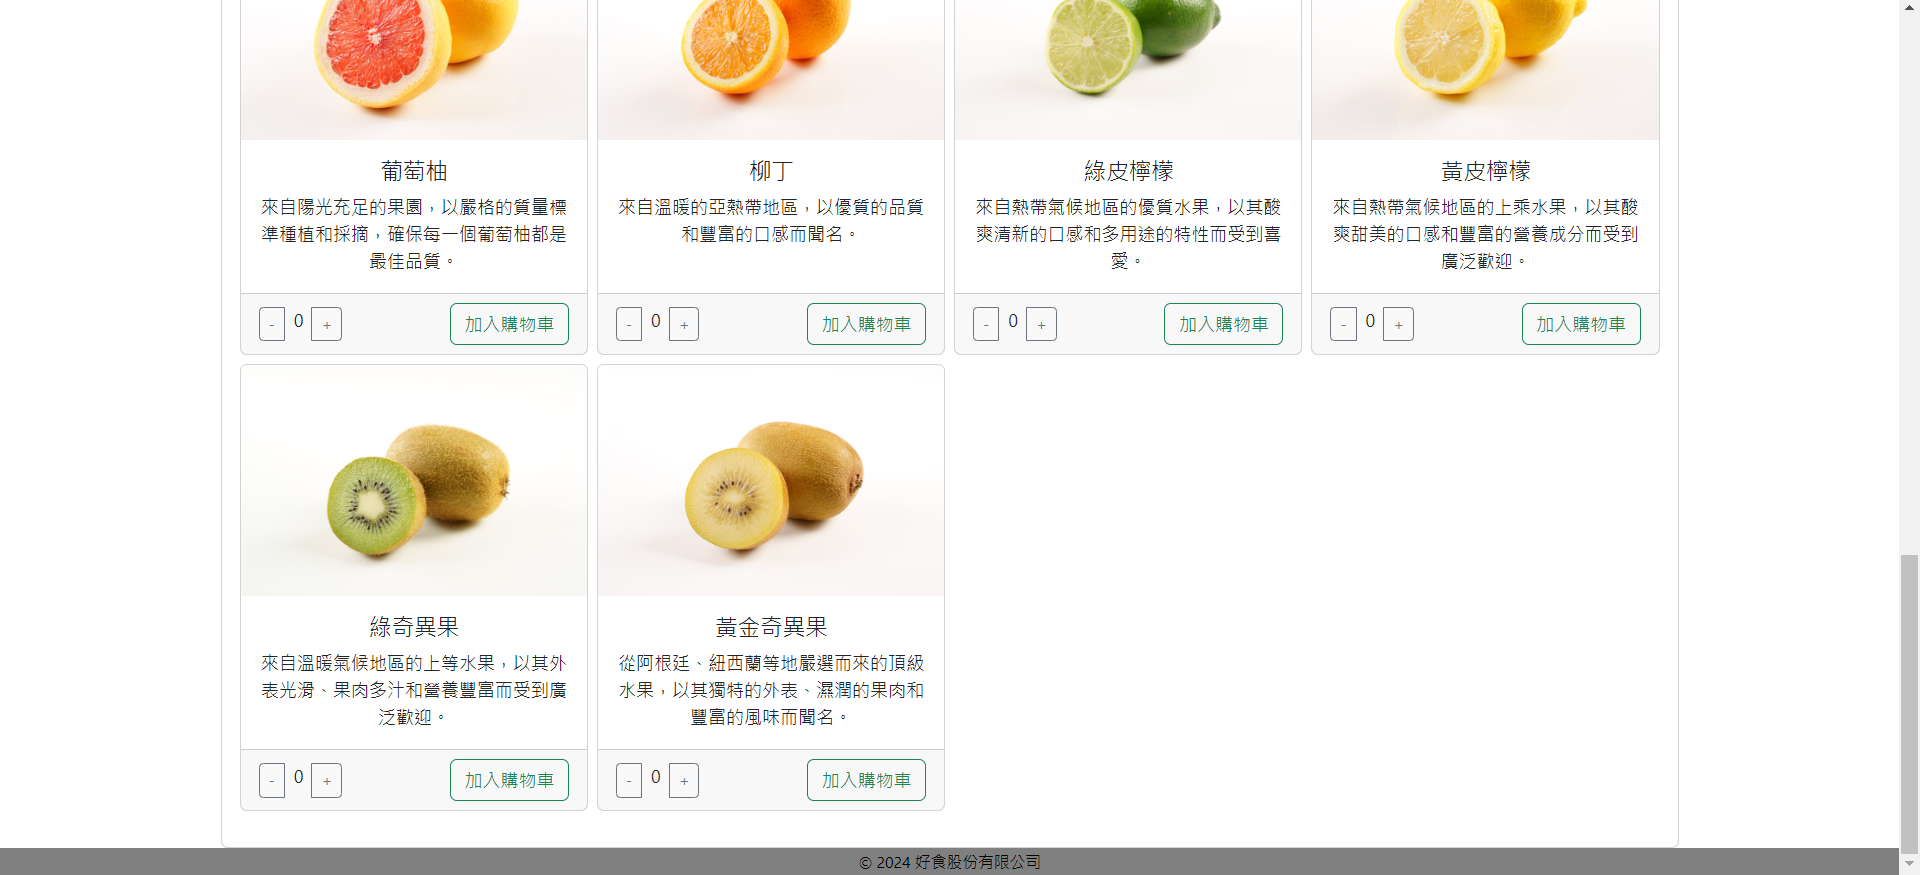 葡萄柚
柳丁
綠皮檸檬
黃皮檸檬
來自陽光充足的果園，以嚴格的質量標
準種植和採摘，確保每一個葡萄柚都是
最佳品質。
來自溫暖的亞熱帶地區，以優質的品質
和豐富的口感而聞名。
來自熱帶氣候地區的優質水果，以其酸
爽清新的口感和多用途的特性而受到喜
愛。
來自熱帶氣候地區的上乘水果，以其酸
爽甜美的口感和豐富的營養成分而受到
廣泛歡迎。
- 0 + 加入購物車
- 0 + 加入購物車
- 0 + 加入購物車
- 0 + 加入購物車
綠奇異果
黃金奇異果
來自溫暖氣候地區的上等水果，以其外
表光滑、果肉多汁和營養豐富而受到廣
泛歡迎。
從阿根廷、紐西蘭等地嚴選而來的頂級
水果，以其獨特的外表、濕潤的果肉和
豐富的風味而聞名。
- 0 + 加入購物車
- 0 + 加入購物車
© 2024 好食股份有限公司